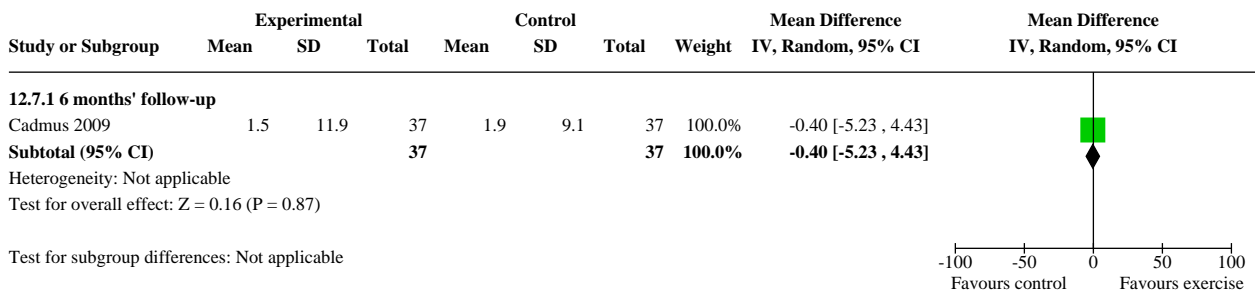 Experimental Control Mean Difference Mean Difference
Study or Subgroup Mean SD Total Mean SD Total Weight IV, Random, 95% CI IV, Random, 95% CI
12.7.1 6 months' follow-up
Cadmus 2009 1.5 11.9 37 1.9 9.1 37 100.0% -0.40 [-5.23 , 4.43]
Subtotal (95% CI) 37 37 100.0% -0.40 [-5.23 , 4.43]
Heterogeneity: Not applicable
Test for overall effect: Z = 0.16 (P = 0.87)
Test for subgroup differences: Not applicable
-100 -50 0 50 100
Favours control Favours exercise